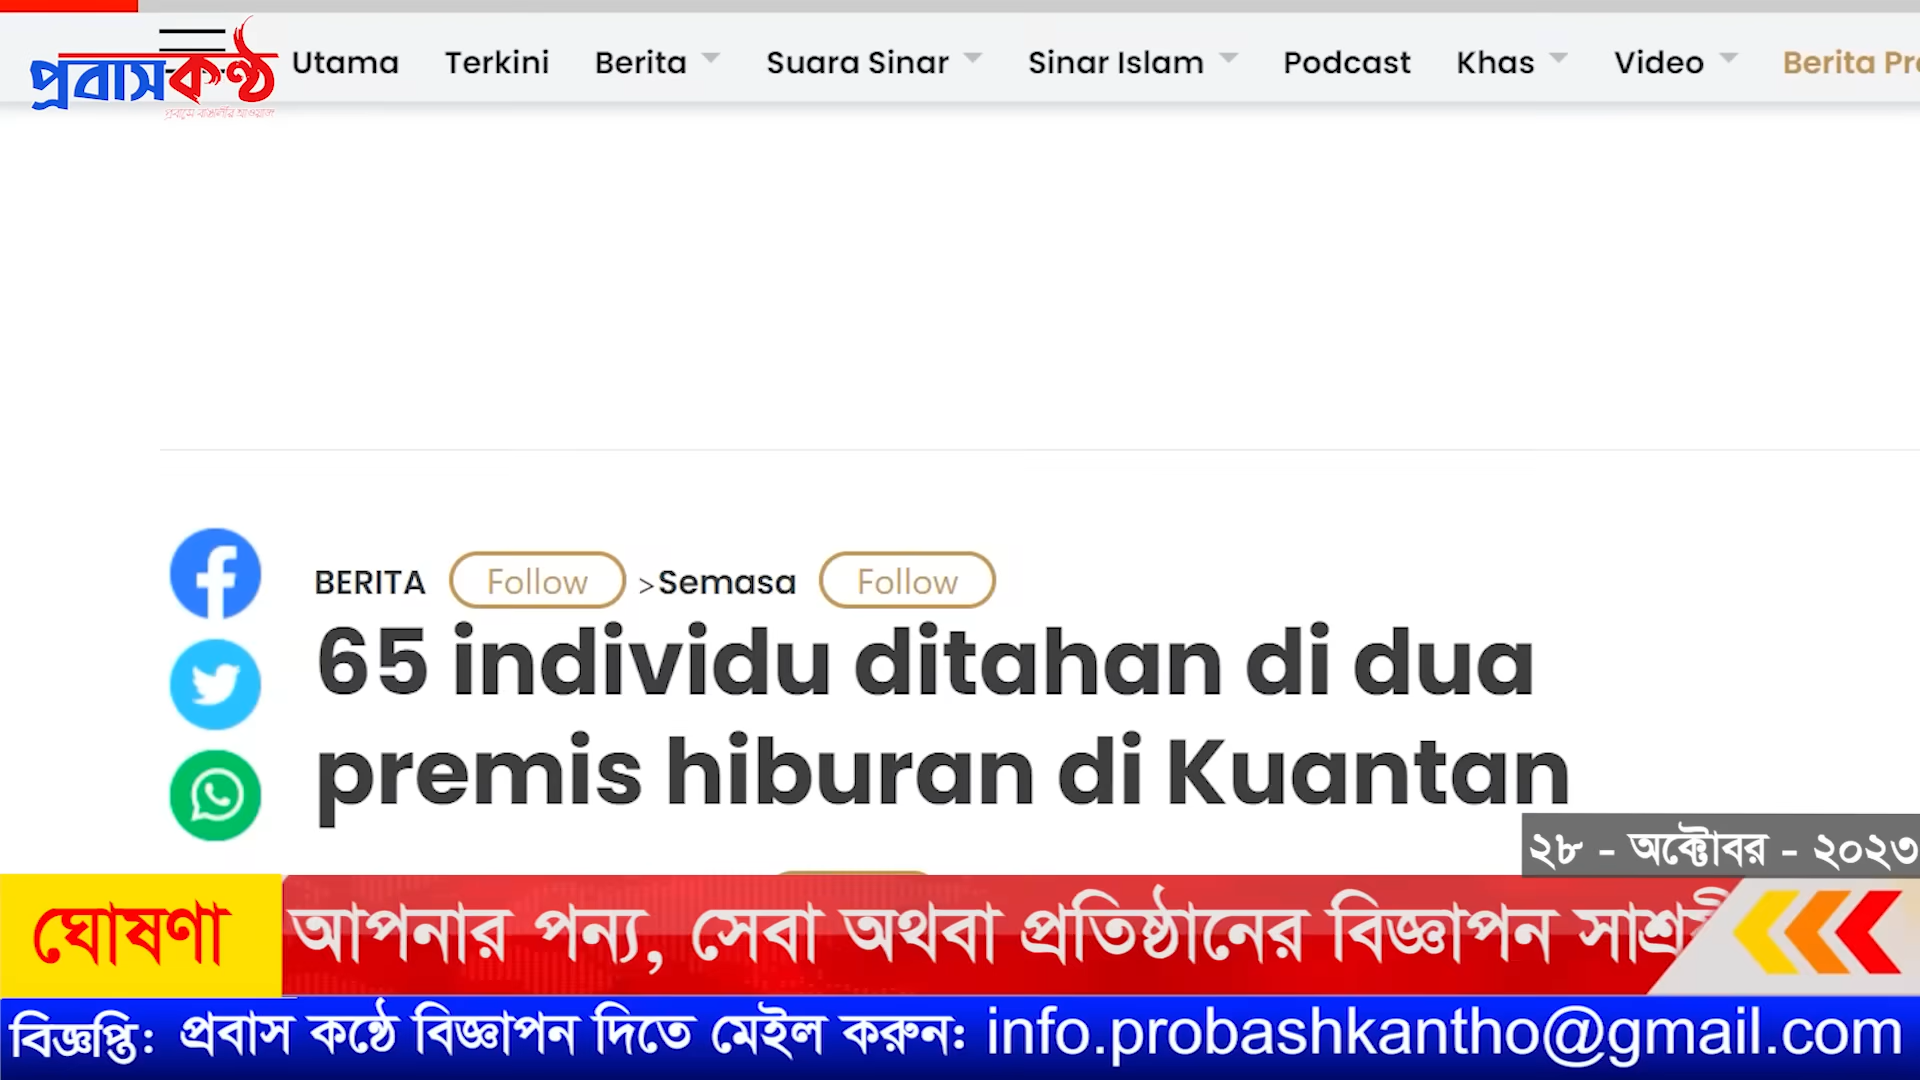 প্রবাসকণ্ঠ
Utama Terkini Berita Suara Sinar Sinar Islam Podcast Khas Video Berita
BERITA Follow > Semasa Follow
65 individu ditahan di dua
premis hiburan di Kuantan
২৮ - অক্টোবর - ২০২৩
ঘোষণা আপনার পন্য, সেবা অথবা প্রতিষ্ঠানের বিজ্ঞাপন
বিজ্ঞপ্তি: প্রবাস কন্ঠে বিজ্ঞাপন দিতে মেইল করুন: info.probashkantho@gmail.com